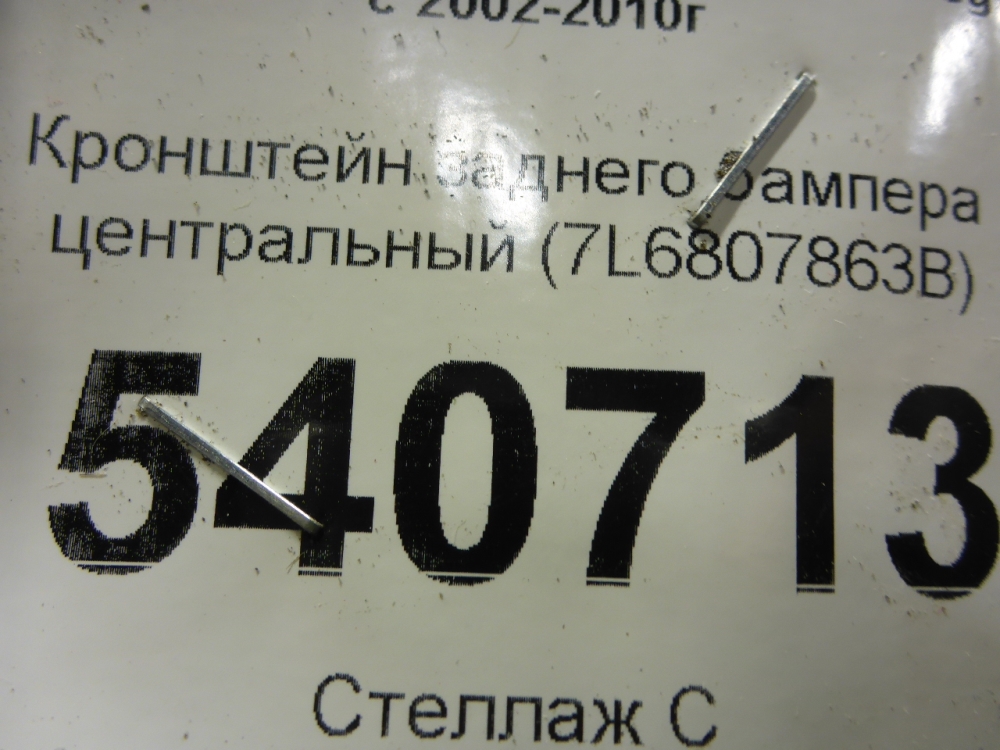 с 2002-2010г
Кронштейн заднего бампера
центральный (7L6807863B)
540713
Стеллаж С